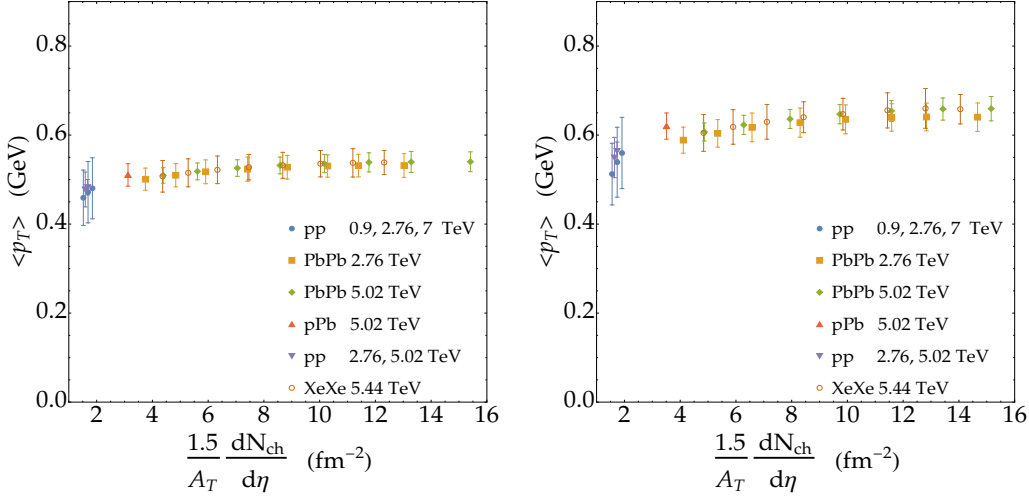 0.8
0.6
0.4
0.2
0.0
<p_T> (GeV)
pp 0.9, 2.76, 7 TeV
PbPb 2.76 TeV
PbPb 5.02 TeV
pPb 5.02 TeV
pp 2.76, 5.02 TeV
XeXe 5.44 TeV
2 4 6 8 10 12 14 16
1.5/A_T dN_ch/dη (fm⁻²)
0.8
0.6
0.4
0.2
0.0
<p_T> (GeV)
pp 0.9, 2.76, 7 TeV
PbPb 2.76 TeV
PbPb 5.02 TeV
pPb 5.02 TeV
pp 2.76, 5.02 TeV
XeXe 5.44 TeV
2 4 6 8 10 12 14 16
1.5/A_T dN_ch/dη (fm⁻²)